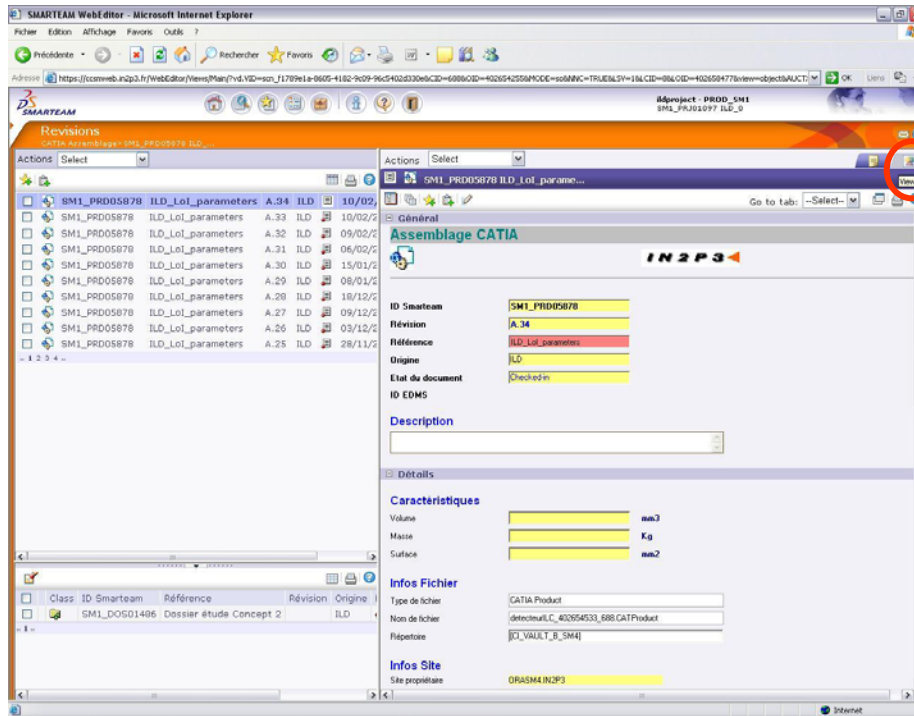 SMARTEAM WebEditor - Microsoft Internet Explorer
Fichier Edition Affichage Favoris Outils ?
Précédente Rechercher Favoris
Adresse OK Liens
SMARTEAM
ildproject - PROD_SM1
SM1_PRJ01097 ILD_0
Revisions
CATIA Assemblage> SM1_PRD05878 ILD_...
Actions Select
Actions Select
SM1_PRD05878 ILD_LoI_parame...
View
Go to tab: --Select--
SM1_PRD05878 ILD_LoI_parameters A.34 ILD 10/02,
SM1_PRD05878 ILD_LoI_parameters A.33 ILD 10/02/2
SM1_PRD05878 ILD_LoI_parameters A.32 ILD 09/02/2
SM1_PRD05878 ILD_LoI_parameters A.31 ILD 06/02/2
SM1_PRD05878 ILD_LoI_parameters A.30 ILD 15/01/2
SM1_PRD05878 ILD_LoI_parameters A.29 ILD 08/01/2
SM1_PRD05878 ILD_LoI_parameters A.28 ILD 18/12/2
SM1_PRD05878 ILD_LoI_parameters A.27 ILD 09/12/2
SM1_PRD05878 ILD_LoI_parameters A.26 ILD 03/12/2
SM1_PRD05878 ILD_LoI_parameters A.25 ILD 28/11/2
1 2 3 4
Général
Assemblage CATIA
IN2P3
ID Smarteam SM1_PRD05878
Révision A.34
Référence ILD_LoI_parameters
Origine ILD
Etat du document Checked-in
ID EDMS
Description
Détails
Caractéristiques
Volume mm3
Masse Kg
Surface mm2
Infos Fichier
Type de fichier CATIA Product
Nom de fichier detecteurILC_402654533_688.CATProduct
Répertoire [CI_VAULT_B_SM4]
Infos Site
Site propriétaire ORASM4.IN2P3
Class ID Smarteam Référence Révision Origine
SM1_DOS01486 Dossier étude Concept 2 ILD
1
Internet